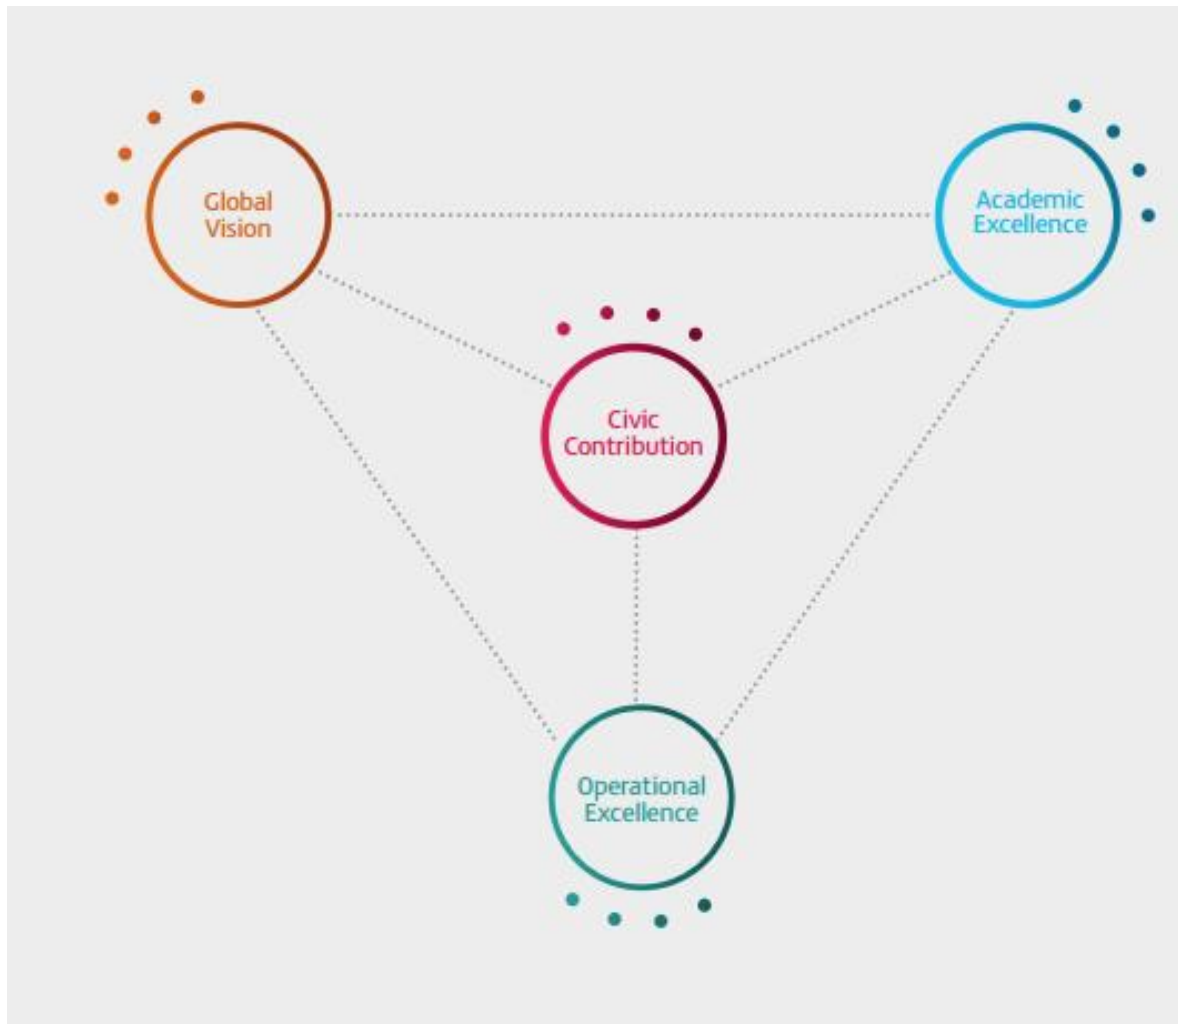 Global
Vision
Academic
Excellence
Civic
Contribution
Operational
Excellence